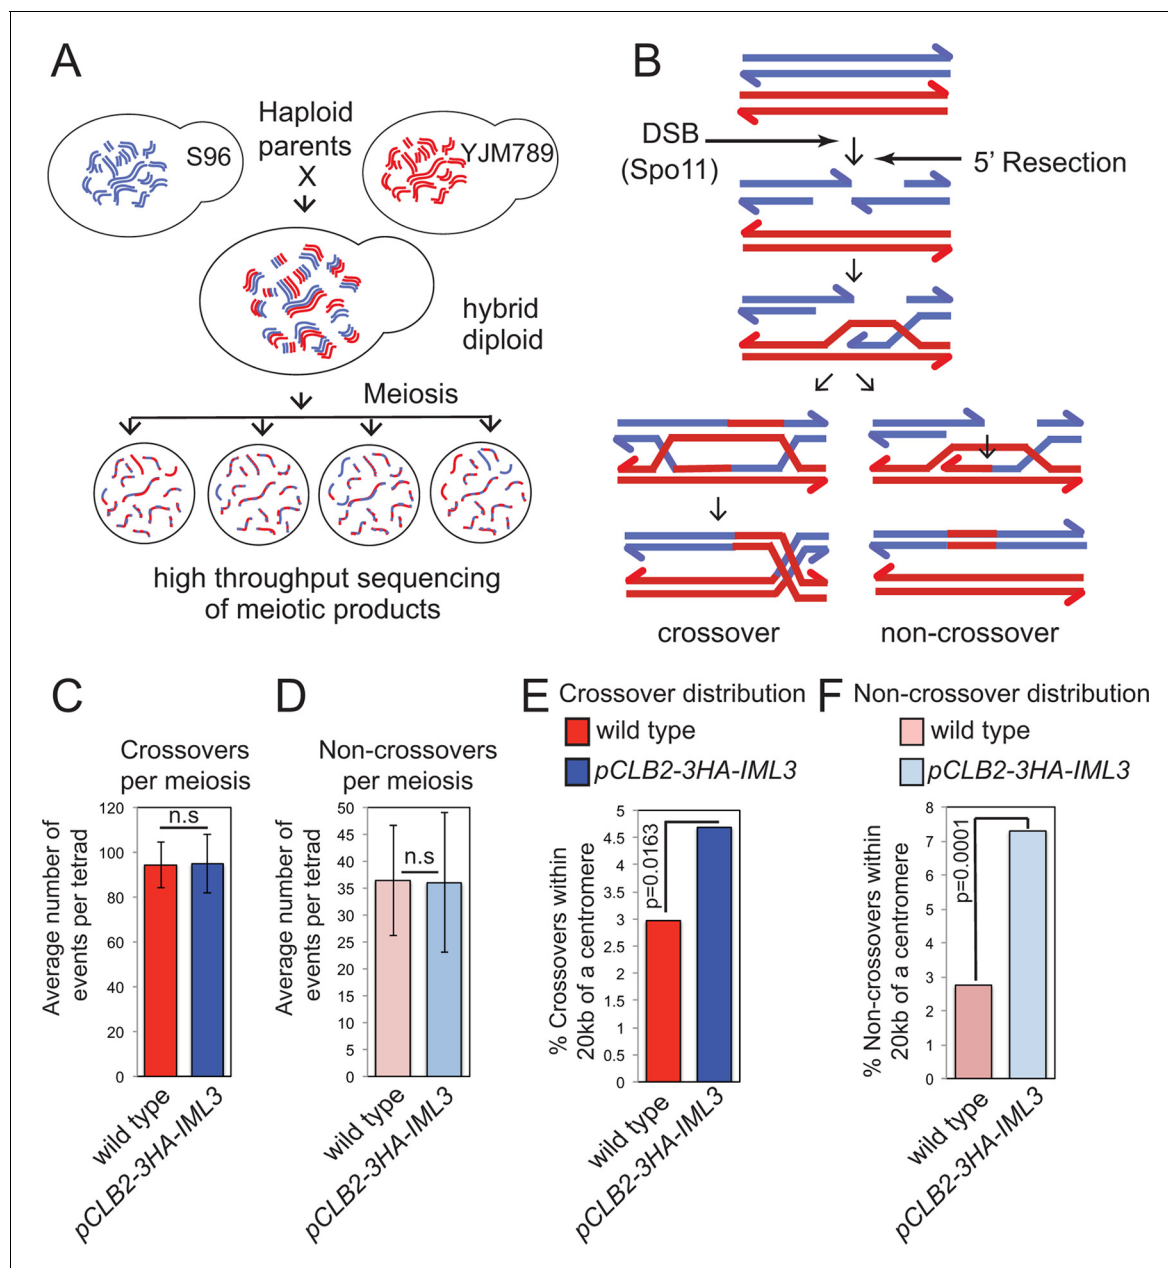 A
Haploid
parents
X
S96
YJM789
hybrid
diploid
Meiosis
high throughput sequencing
of meiotic products
B
DSB
(Spo11)
5' Resection
crossover
non-crossover
C
Crossovers
per meiosis
n.s
Average number of
events per tetrad
120
100
80
60
40
20
0
wild type
pCLB2-3HA-IML3
D
Non-crossovers
per meiosis
n.s
Average number of
events per tetrad
50
45
40
35
30
25
20
15
10
5
0
wild type
pCLB2-3HA-IML3
E
Crossover distribution
wild type
pCLB2-3HA-IML3
p=0.0163
% Crossovers within
20kb of a centromere
5
4.5
4
3.5
3
2.5
2
1.5
1
0.5
0
wild type
pCLB2-3HA-IML3
F
Non-crossover distribution
wild type
pCLB2-3HA-IML3
p=0.0001
% Non-crossovers within
20kb of a centromere
8
7
6
5
4
3
2
1
0
wild type
pCLB2-3HA-IML3